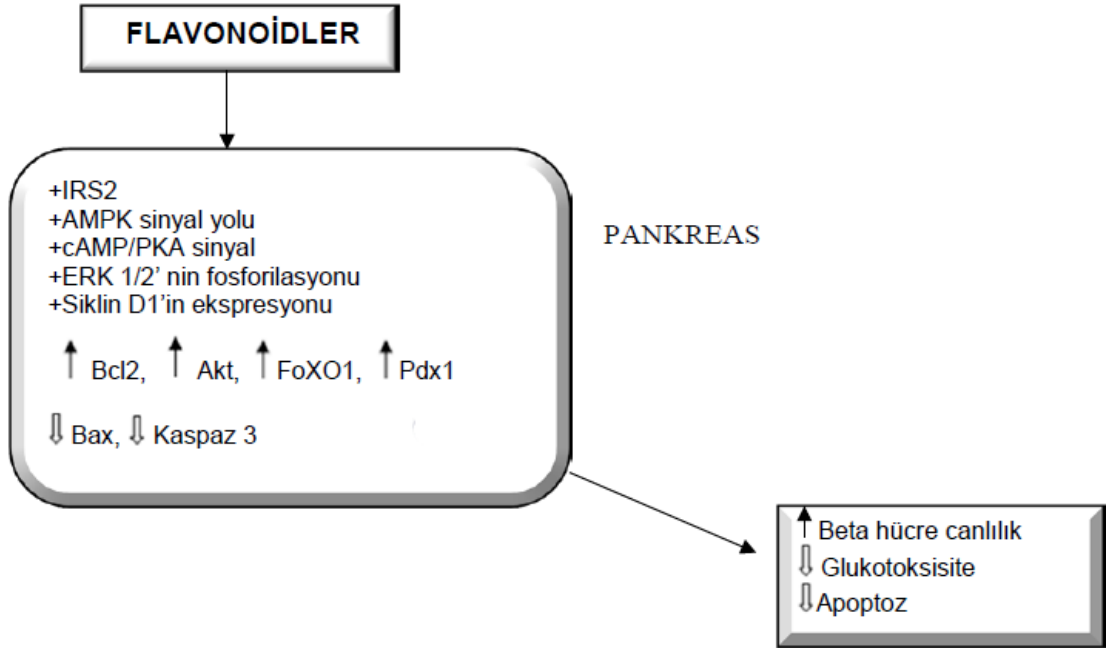 FLAVONOİDLER
+IRS2
+AMPK sinyal yolu
+cAMP/PKA sinyal
+ERK 1/2' nin fosforilasyonu
+Siklin D1'in ekspresyonu
↑ Bcl2, ↑ Akt, ↑ FoXO1, ↑ Pdx1
⇩ Bax, ⇩ Kaspaz 3
PANKREAS
↑ Beta hücre canlılık
⇩ Glukotoksisite
⇩ Apoptoz